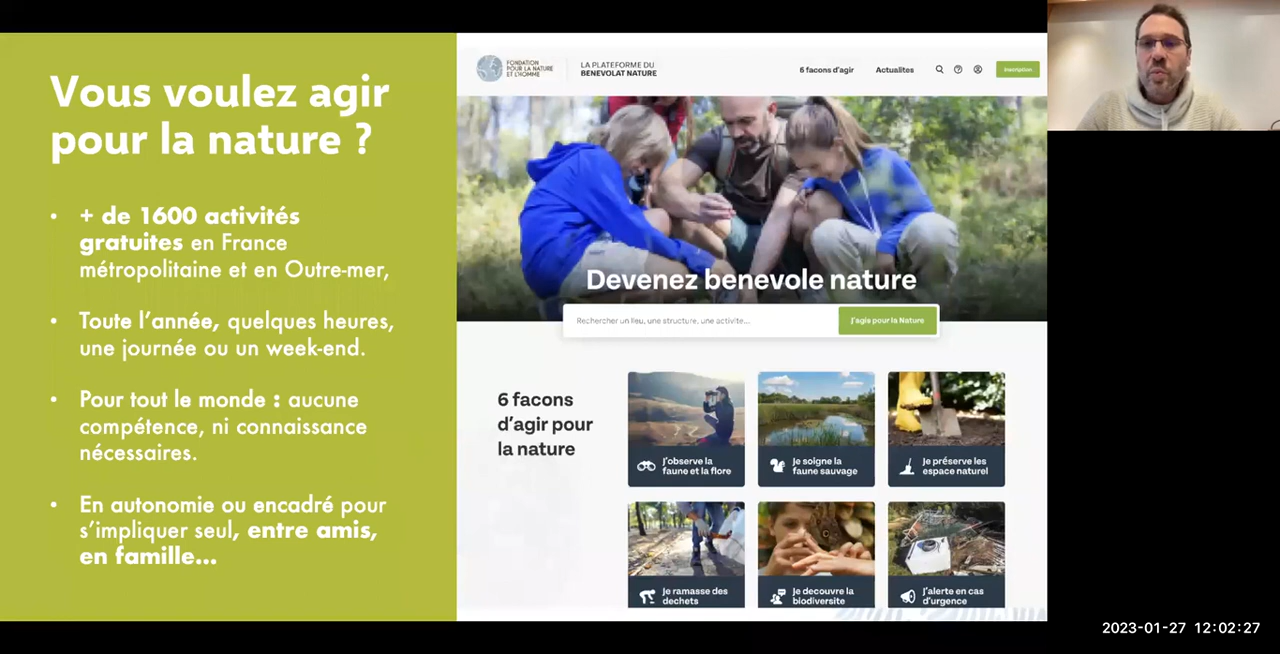 Vous voulez agir
pour la nature ?
• + de 1600 activités
gratuites en France
métropolitaine et en Outre-mer,
• Toute l'année, quelques heures,
une journée ou un week-end.
• Pour tout le monde : aucune
compétence, ni connaissance
nécessaires.
• En autonomie ou encadré pour
s'impliquer seul, entre amis,
en famille...
FONDATION
POUR LA NATURE
ET L'HOMME
LA PLATEFORME DU
BENEVOLAT NATURE
6 facons d'agir
Actualites
Inscription
Devenez benevole nature
Rechercher un lieu, une structure, une activite...
J'agis pour la Nature
6 facons
d'agir pour
la nature
J'observe la
faune et la flore
Je soigne la
faune sauvage
Je préserve les
espace naturel
Je ramasse des
dechets
Je decouvre la
biodiversite
J'alerte en cas
d'urgence
2023-01-27 12:02:27